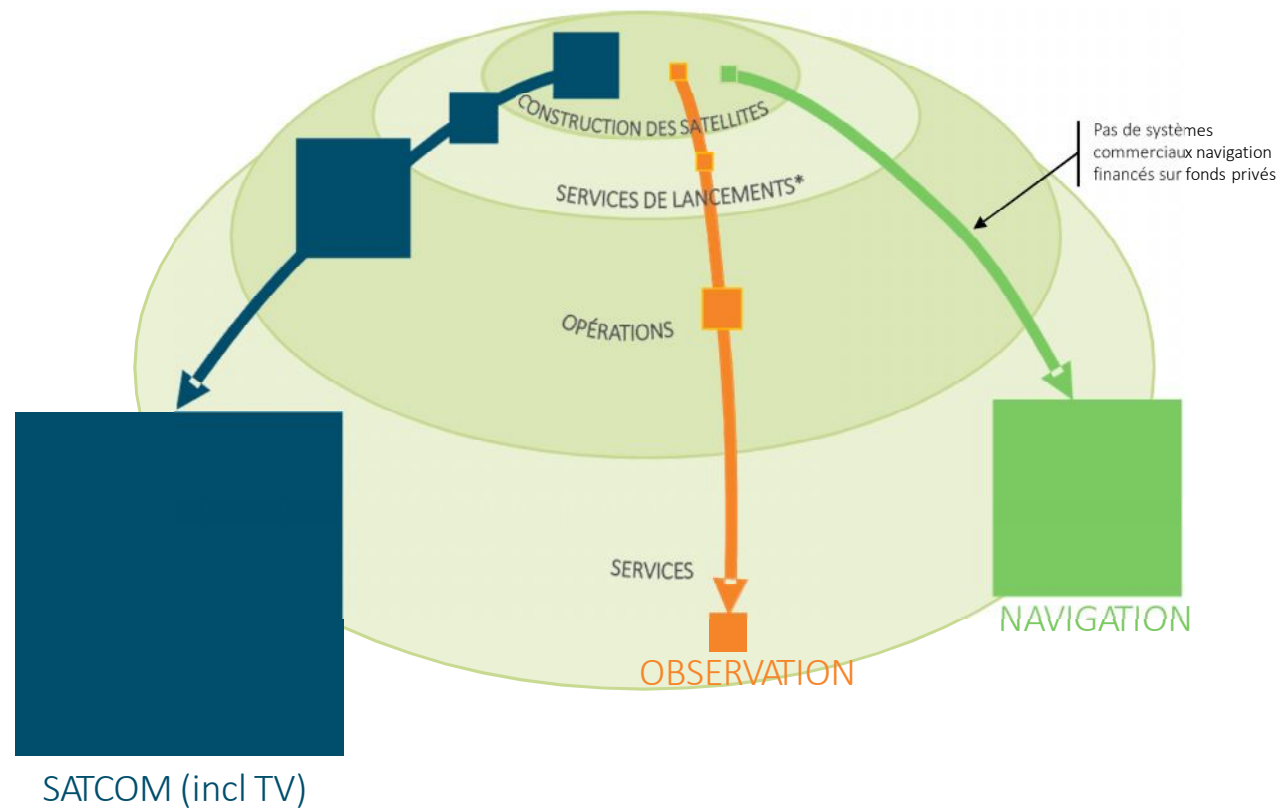 CONSTRUCTION DES SATELLITES
Pas de systèmes
commerciaux navigation
financés sur fonds privés
SERVICES DE LANCEMENTS*
OPÉRATIONS
SERVICES
NAVIGATION
OBSERVATION
SATCOM (incl TV)